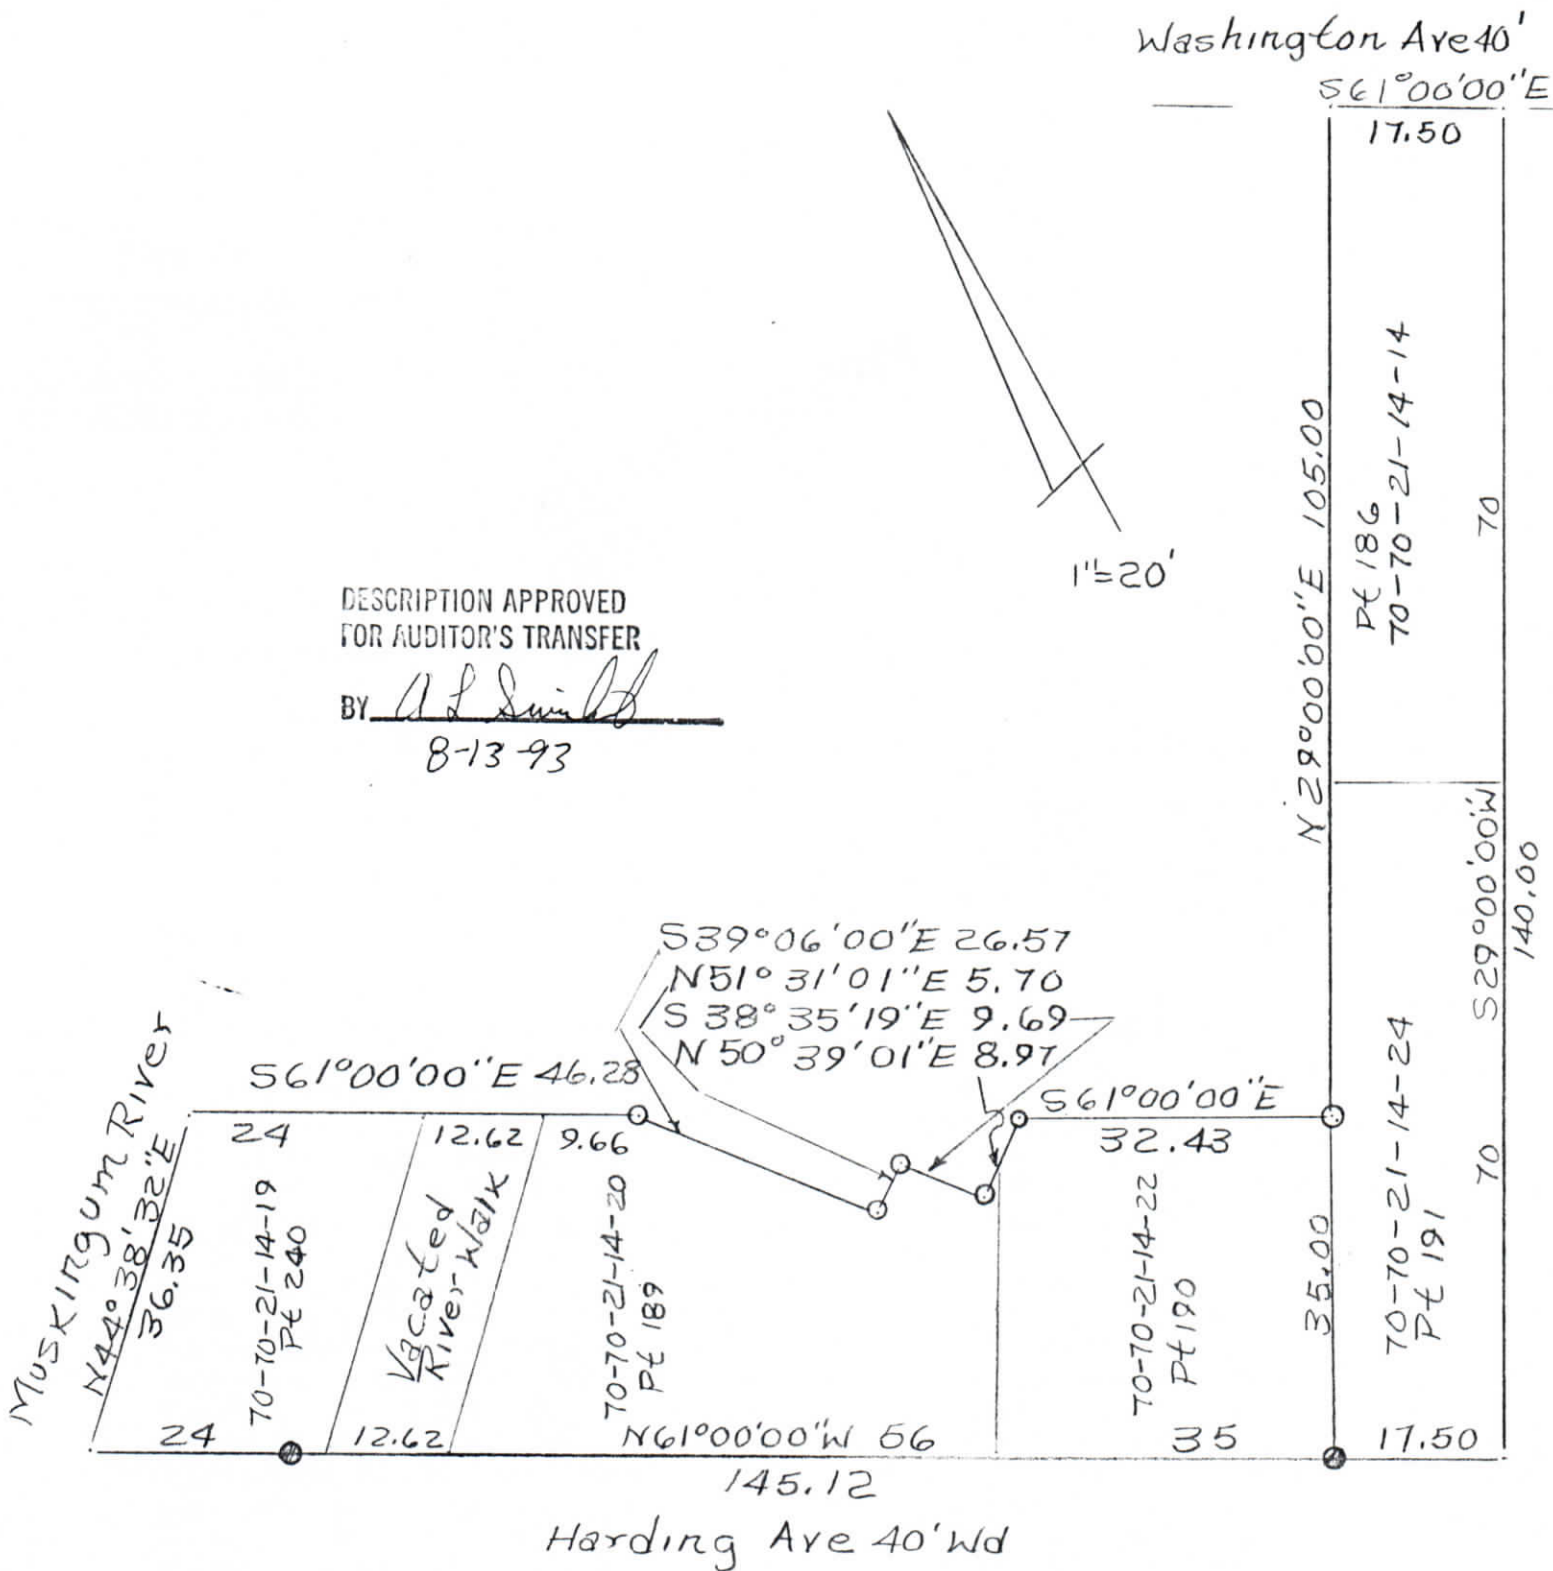 Washington Ave 40'
S61°00'00"E
17.50
N 29°00'00"E 105.00
Pt 186
70-70-21-14-14
70
1"=20'
DESCRIPTION APPROVED
FOR AUDITOR'S TRANSFER
BY
8-13-93
S29°00'00"W
140.00
S39°06'00"E 26.57
N51°31'01"E 5.70
S 38°35'19"E 9.69
N 50°39'01"E 8.97
Muskingum River
N44°38'32"E
36.35
S61°00'00"E 46.28
24
12.62
9.66
S61°00'00"E
32.43
70-70-21-14-19
Pt 240
Vacated
River Walk
70-70-21-14-20
Pt 189
70-70-21-14-22
Pt 190
35.00
70-70-21-14-24
Pt 191
70
24
12.62
N61°00'00"W 56
35
17.50
145.12
Harding Ave 40' Wd